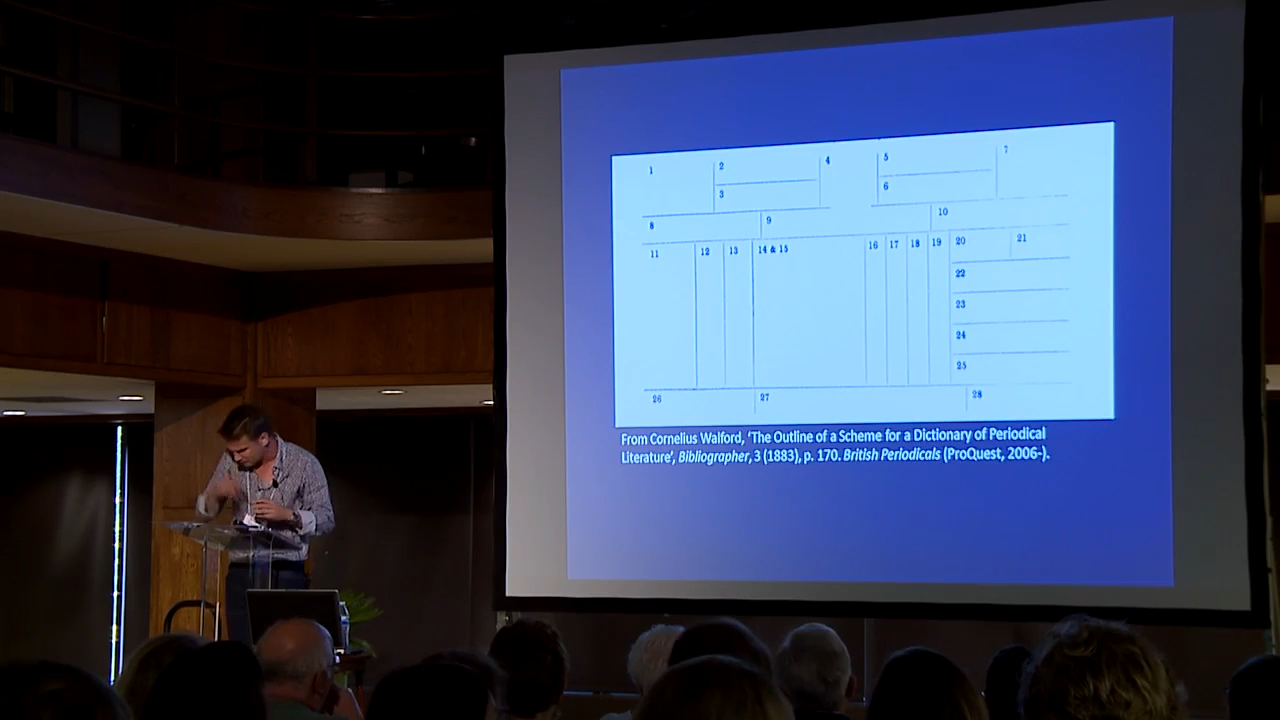 1 2 4 5 7
3 6
8 9 10
11 12 13 14 & 15 16 17 18 19 20 21
22
23
24
25
26 27 28
From Cornelius Walford, ‘The Outline of a Scheme for a Dictionary of Periodical
Literature’, Bibliographer, 3 (1883), p. 170. British Periodicals (ProQuest, 2006-).